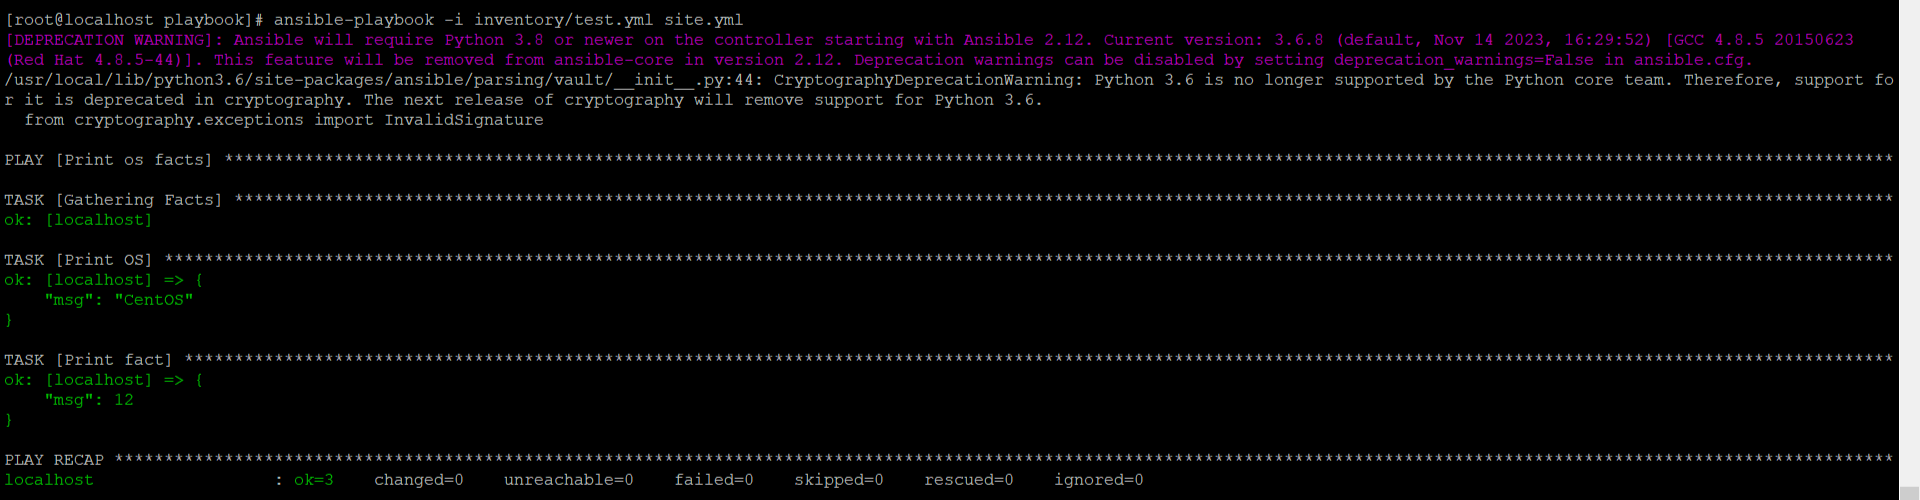 [root@localhost playbook]# ansible-playbook -i inventory/test.yml site.yml
[DEPRECATION WARNING]: Ansible will require Python 3.8 or newer on the controller starting with Ansible 2.12. Current version: 3.6.8 (default, Nov 14 2023, 16:29:52) [GCC 4.8.5 20150623
(Red Hat 4.8.5-44)]. This feature will be removed from ansible-core in version 2.12. Deprecation warnings can be disabled by setting deprecation_warnings=False in ansible.cfg.
/usr/local/lib/python3.6/site-packages/ansible/parsing/vault/__init__.py:44: CryptographyDeprecationWarning: Python 3.6 is no longer supported by the Python core team. Therefore, support fo
r it is deprecated in cryptography. The next release of cryptography will remove support for Python 3.6.
  from cryptography.exceptions import InvalidSignature
PLAY [Print os facts] ***********************************************************************************************************************************************************************
TASK [Gathering Facts] **********************************************************************************************************************************************************************
ok: [localhost]
TASK [Print OS] *****************************************************************************************************************************************************************************
ok: [localhost] => {
    "msg": "CentOS"
}
TASK [Print fact] ***************************************************************************************************************************************************************************
ok: [localhost] => {
    "msg": 12
}
PLAY RECAP **********************************************************************************************************************************************************************************
localhost                  : ok=3    changed=0    unreachable=0    failed=0    skipped=0    rescued=0    ignored=0